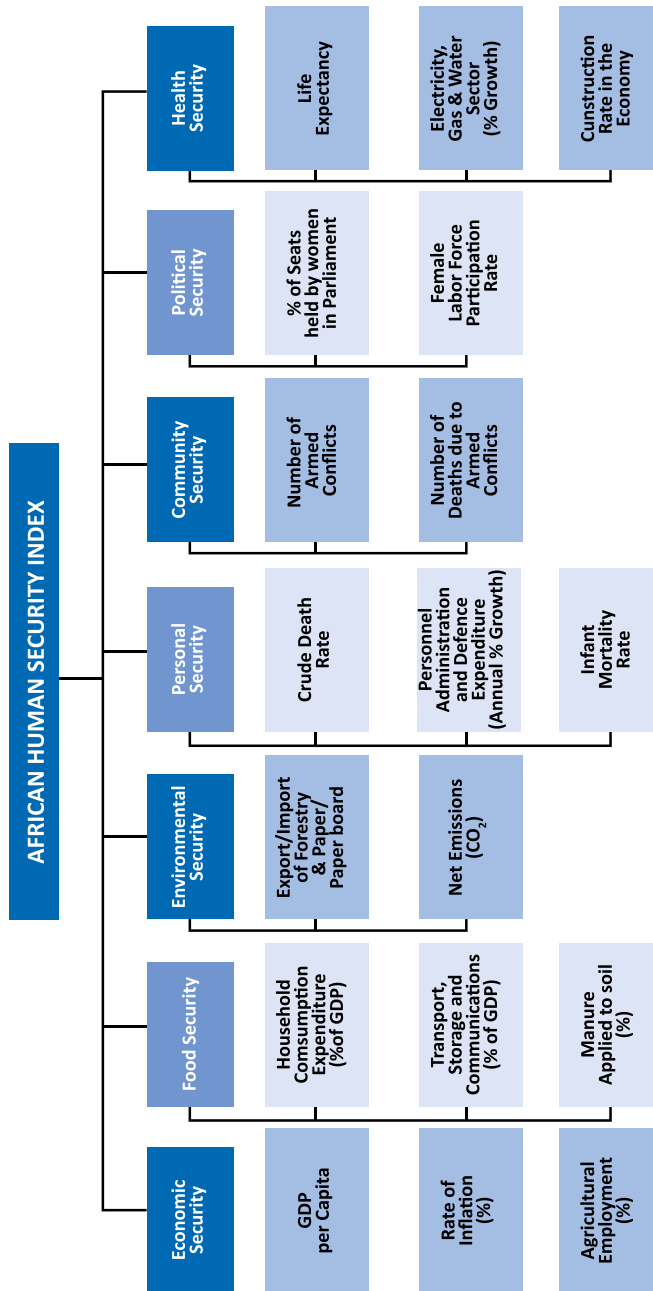 AFRICAN HUMAN SECURITY INDEX
Economic
Security
GDP
per Capita
Rate of
Inflation
(%)
Agricultural
Employment
(%)
Food Security
Household
Comsumption
Expenditure
(%of GDP)
Transport,
Storage and
Communications
(% of GDP)
Manure
Applied to soil
(%)
Environmental
Security
Export/Import
of Forestry
& Paper/
Paper board
Net Emissions
(CO₂)
Personal
Security
Crude Death
Rate
Personnel
Administration
and Defence
Expenditure
(Annual % Growth)
Infant
Mortality
Rate
Community
Security
Number of
Armed
Conflicts
Number of
Deaths due to
Armed
Conflicts
Political
Security
% of Seats
held by women
in Parliament
Female
Labor Force
Participation
Rate
Health
Security
Life
Expectancy
Electricity,
Gas & Water
Sector
(% Growth)
Cunstruction
Rate in the
Economy